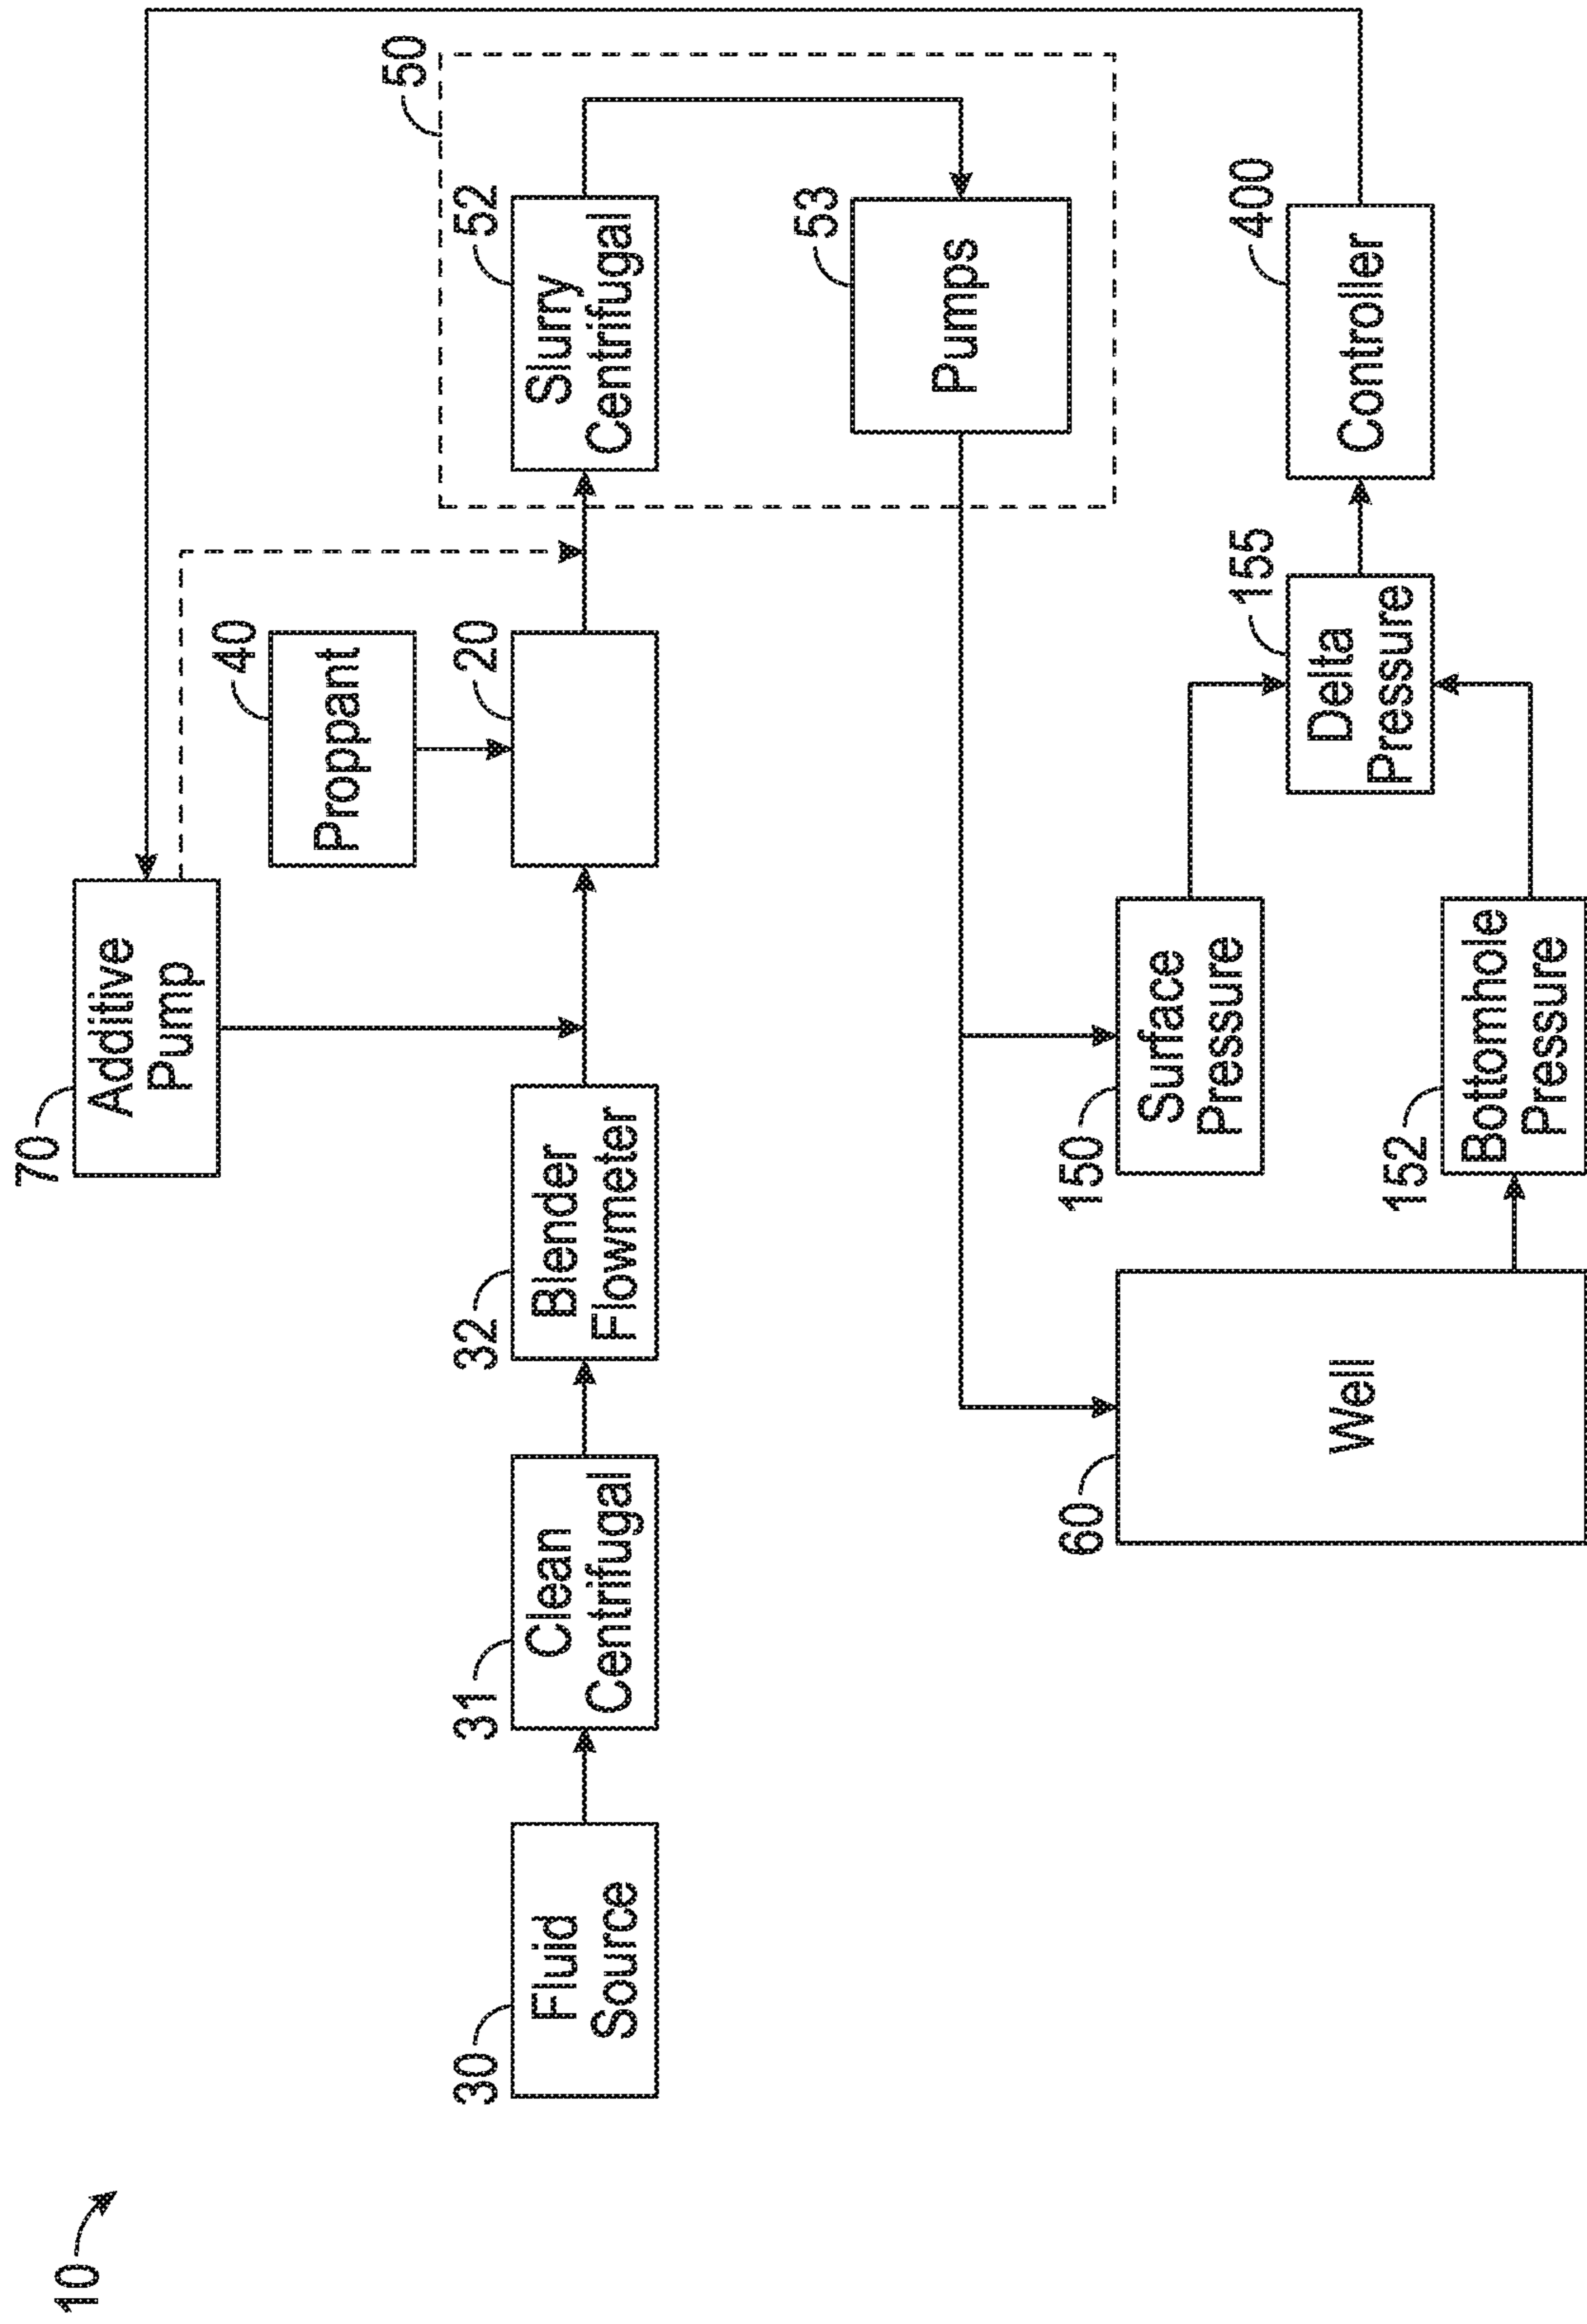 10
70
Additive
Pump
40
Proppant
50
30
Fluid
Source
31
Clean
Centrifugal
32
Blender
Flowmeter
20
52
Slurry
Centrifugal
53
Pumps
60
Well
150
Surface
Pressure
152
Bottomhole
Pressure
155
Delta
Pressure
400
Controller